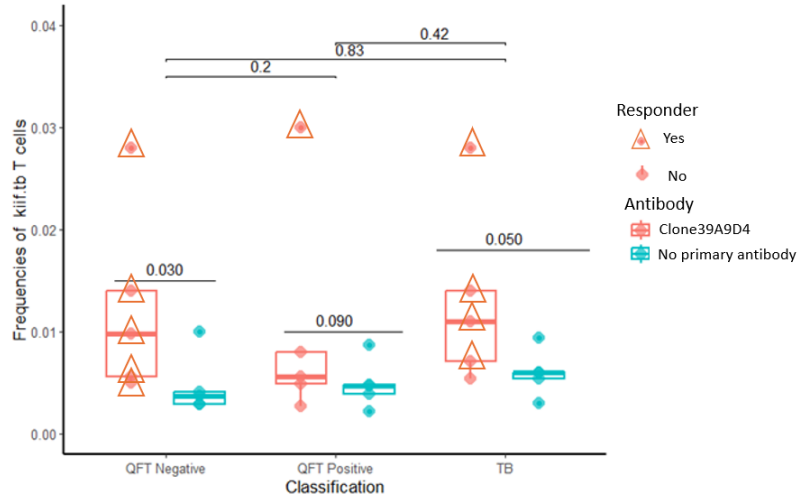 0.04
0.03
0.02
0.01
0.00
Frequencies of kiif.tb T cells
0.42
0.83
0.2
0.030
0.090
0.050
QFT Negative
QFT Positive
TB
Classification
Responder
Yes
No
Antibody
Clone39A9D4
No primary antibody